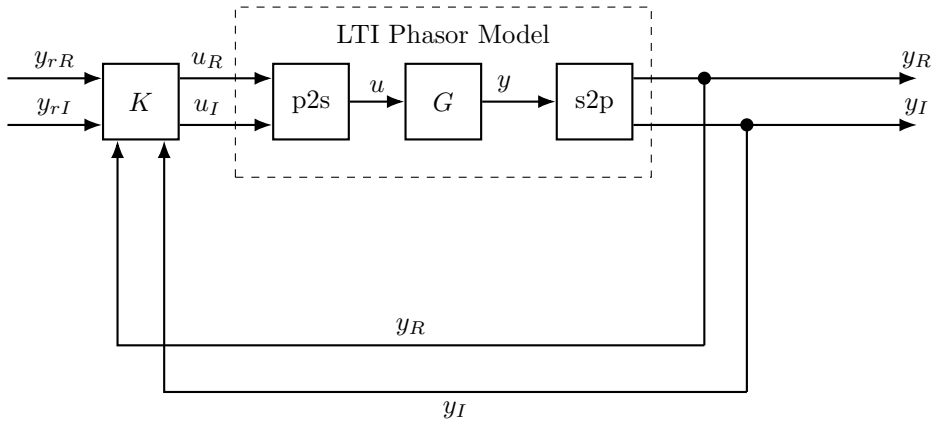 LTI Phasor Model
y_{rR}
y_{rI}
K
u_R
u_I
p2s
u
G
y
s2p
y_R
y_I
y_R
y_I